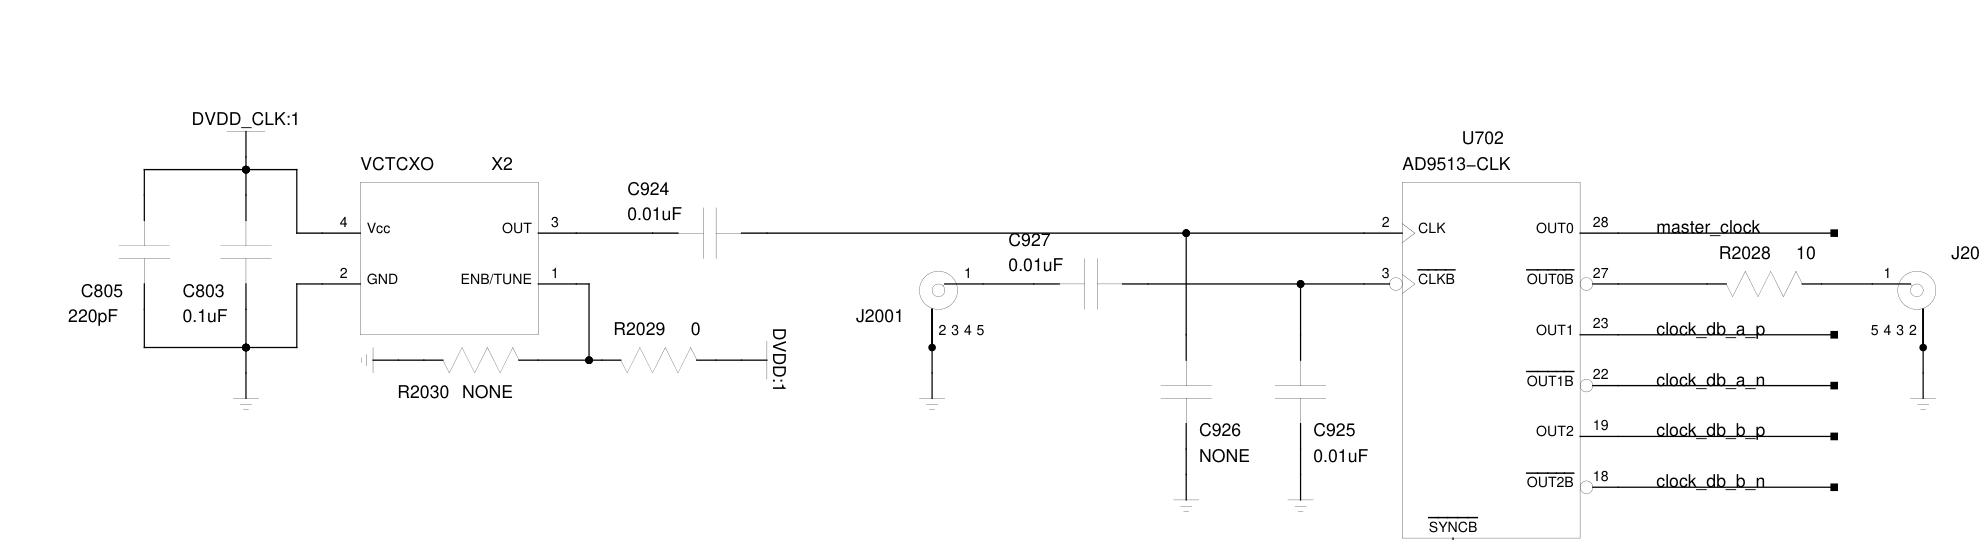 DVDD_CLK:1
U702
VCTCXO X2
AD9513–CLK
C924
0.01uF
4 Vcc
OUT 3
2 CLK
OUT0 28 master_clock
C927
0.01uF
R2028 10
J20
2 GND
ENB/TUNE 1
1
3 CLKB
OUT0B 27
1
C805
220pF
C803
0.1uF
J2001
2 3 4 5
R2029 0
DVDD:1
OUT1 23 clock_db_a_p
5 4 3 2
R2030 NONE
OUT1B 22 clock_db_a_n
C926
NONE
C925
0.01uF
OUT2 19 clock_db_b_p
OUT2B 18 clock_db_b_n
SYNCB